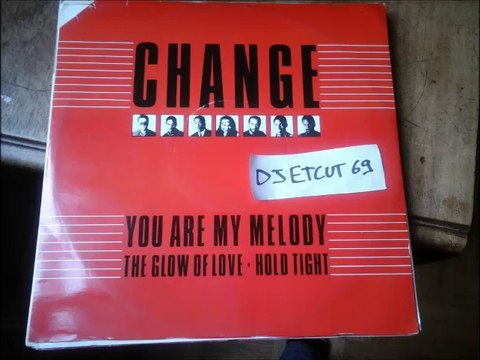 CHANGE
DJ ETCUT 69
YOU ARE MY MELODY
THE GLOW OF LOVE · HOLD TIGHT